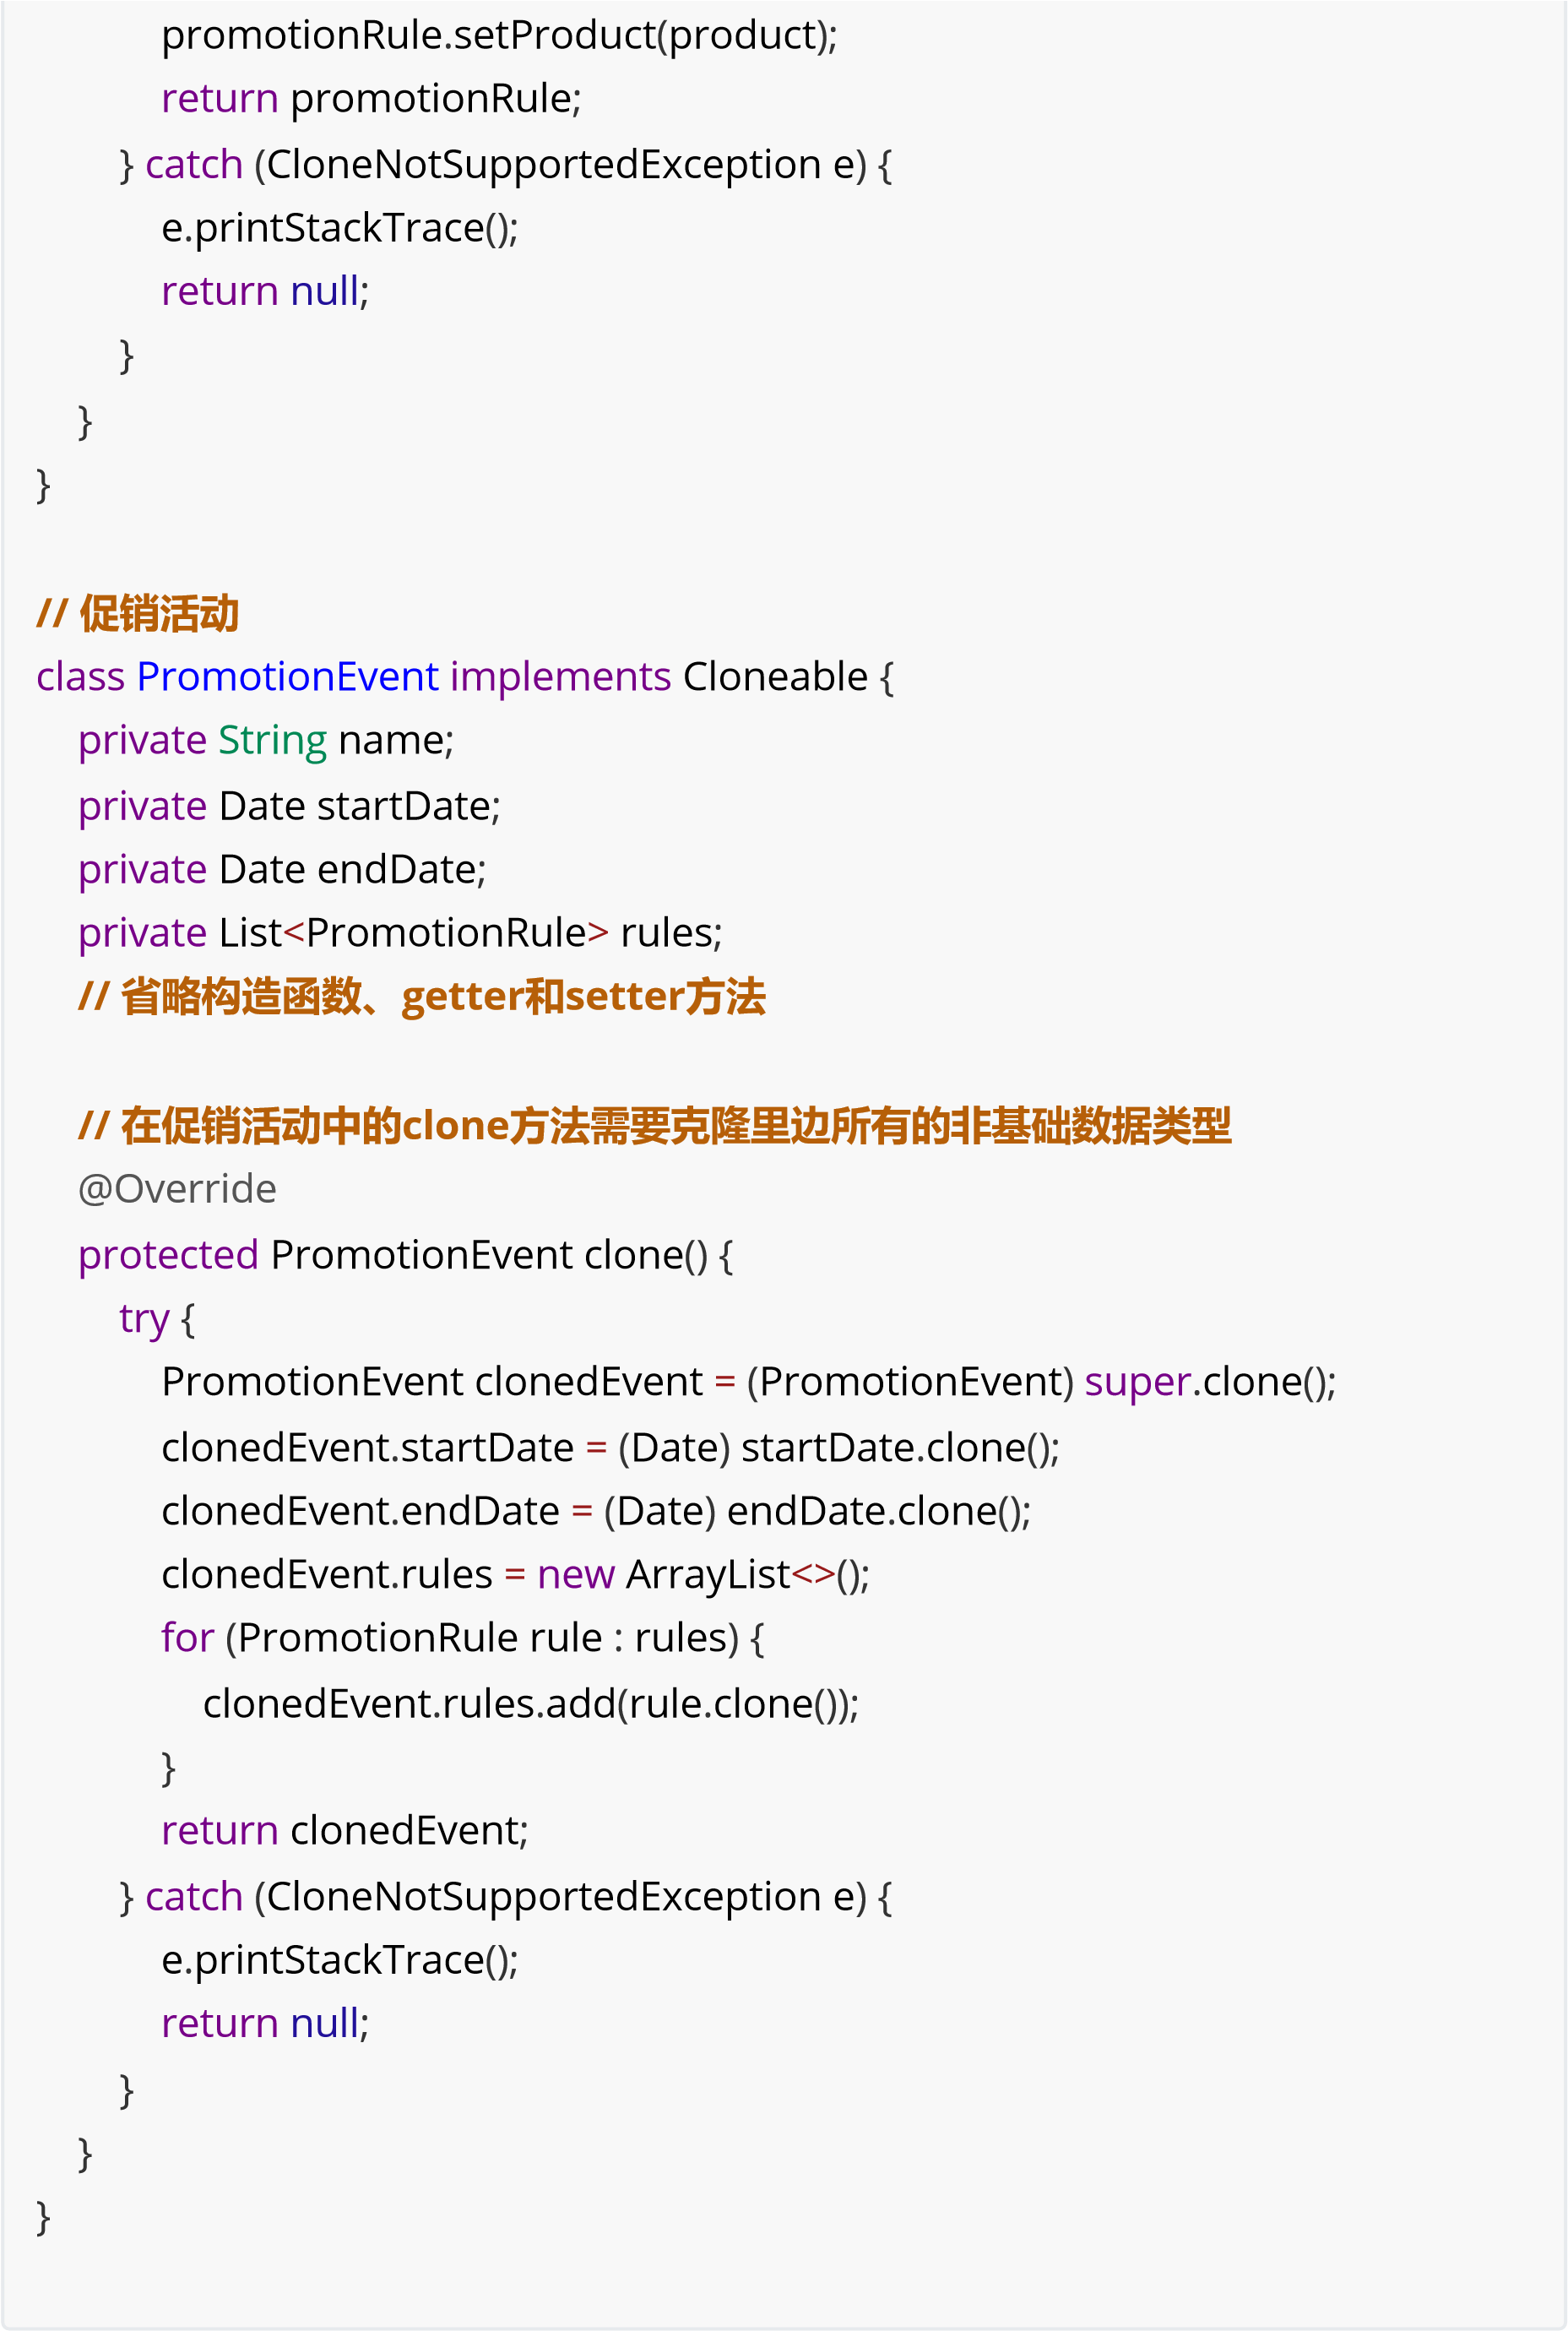 promotionRule.setProduct(product);
return promotionRule;
} catch (CloneNotSupportedException e) {
e.printStackTrace();
return null;
}
}
}
// 促销活动
class PromotionEvent implements Cloneable {
private String name;
private Date startDate;
private Date endDate;
private List<PromotionRule> rules;
// 省略构造函数、getter和setter方法
// 在促销活动中的clone方法需要克隆里边所有的非基础数据类型
@Override
protected PromotionEvent clone() {
try {
PromotionEvent clonedEvent = (PromotionEvent) super.clone();
clonedEvent.startDate = (Date) startDate.clone();
clonedEvent.endDate = (Date) endDate.clone();
clonedEvent.rules = new ArrayList<>();
for (PromotionRule rule : rules) {
clonedEvent.rules.add(rule.clone());
}
return clonedEvent;
} catch (CloneNotSupportedException e) {
e.printStackTrace();
return null;
}
}
}